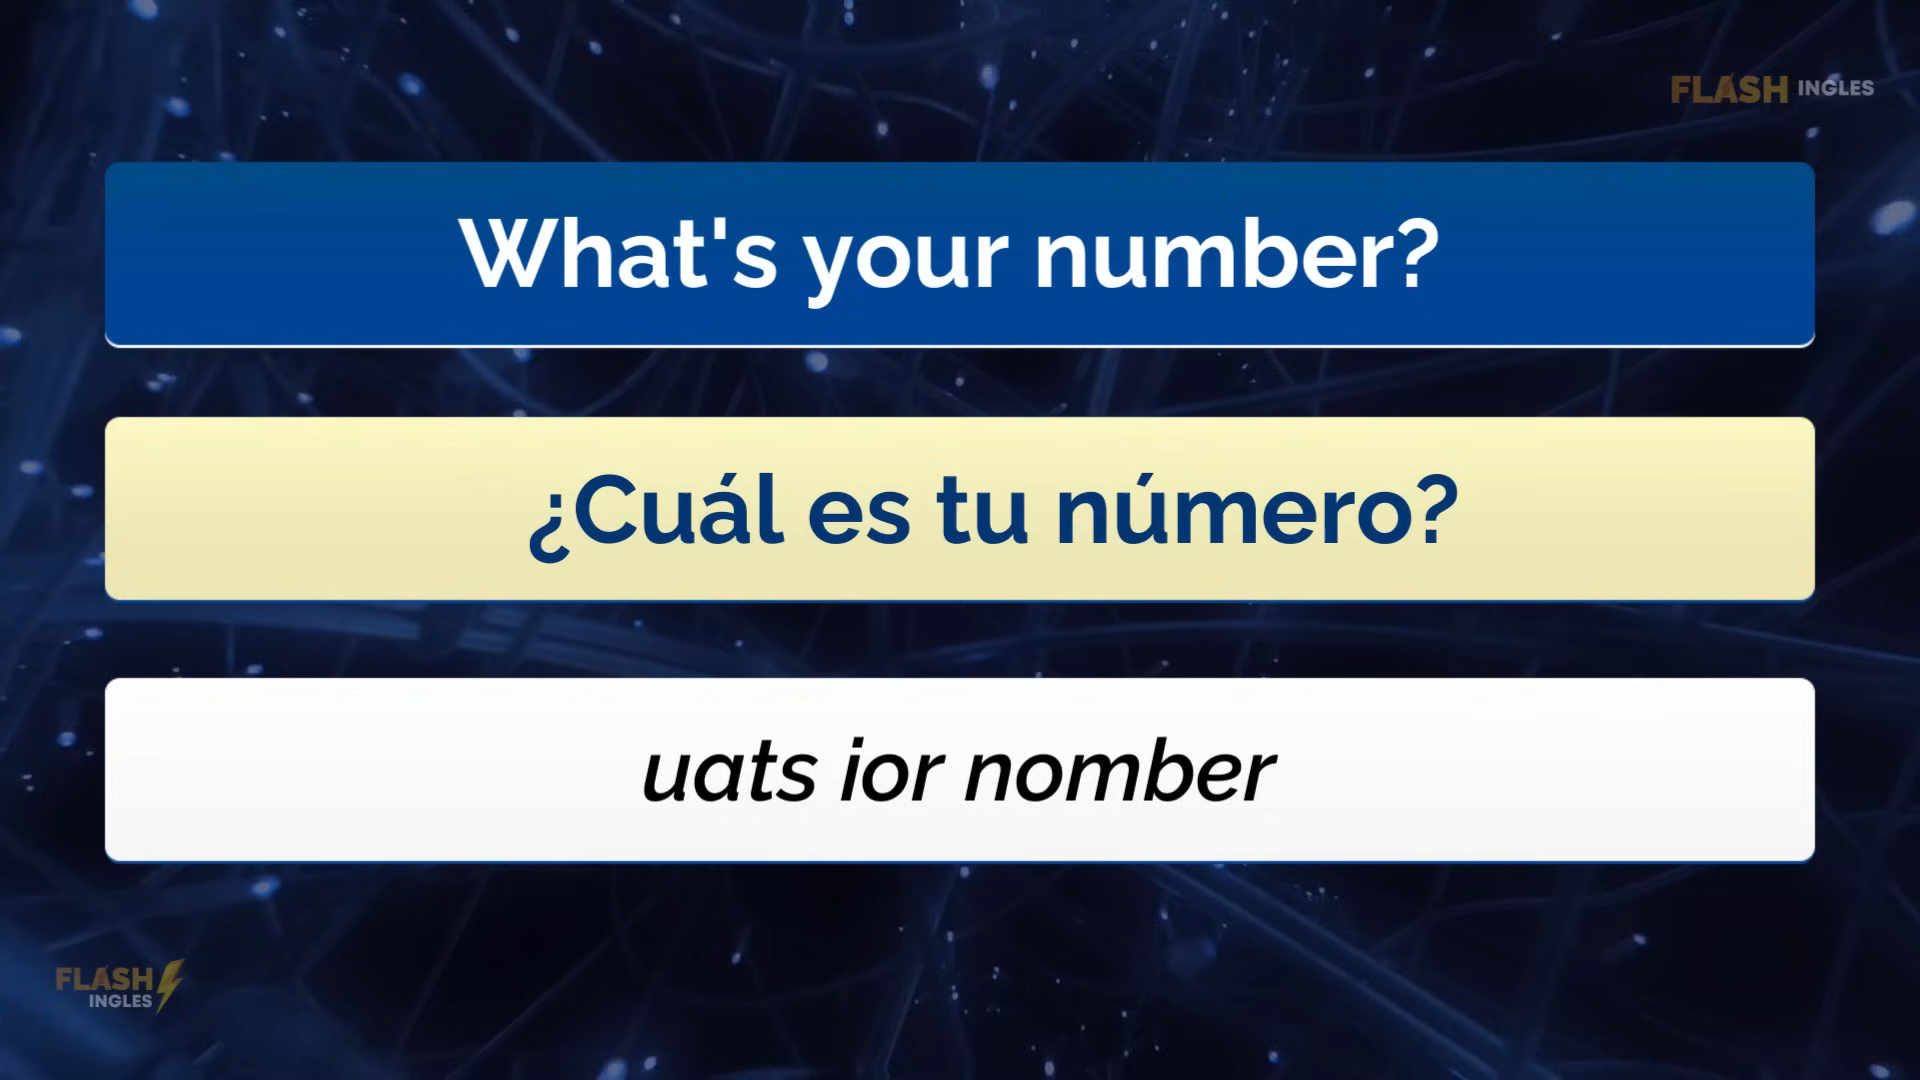 FLASH INGLES
What's your number?
¿Cuál es tu número?
uats ior nomber
FLASH
INGLES